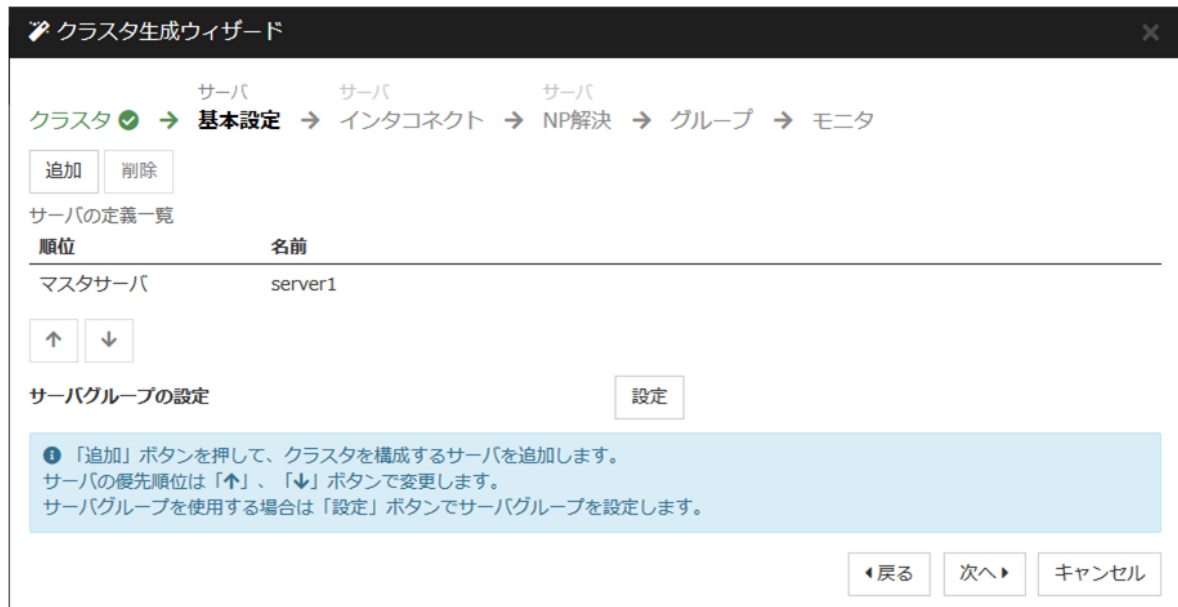 クラスタ生成ウィザード
サーバ サーバ サーバ
クラスタ → 基本設定 → インタコネクト → NP解決 → グループ → モニタ
追加 削除
サーバの定義一覧
順位 名前
マスタサーバ server1
↑ ↓
サーバグループの設定 設定
「追加」ボタンを押して、クラスタを構成するサーバを追加します。
サーバの優先順位は「↑」、「↓」ボタンで変更します。
サーバグループを使用する場合は「設定」ボタンでサーバグループを設定します。
戻る 次へ キャンセル